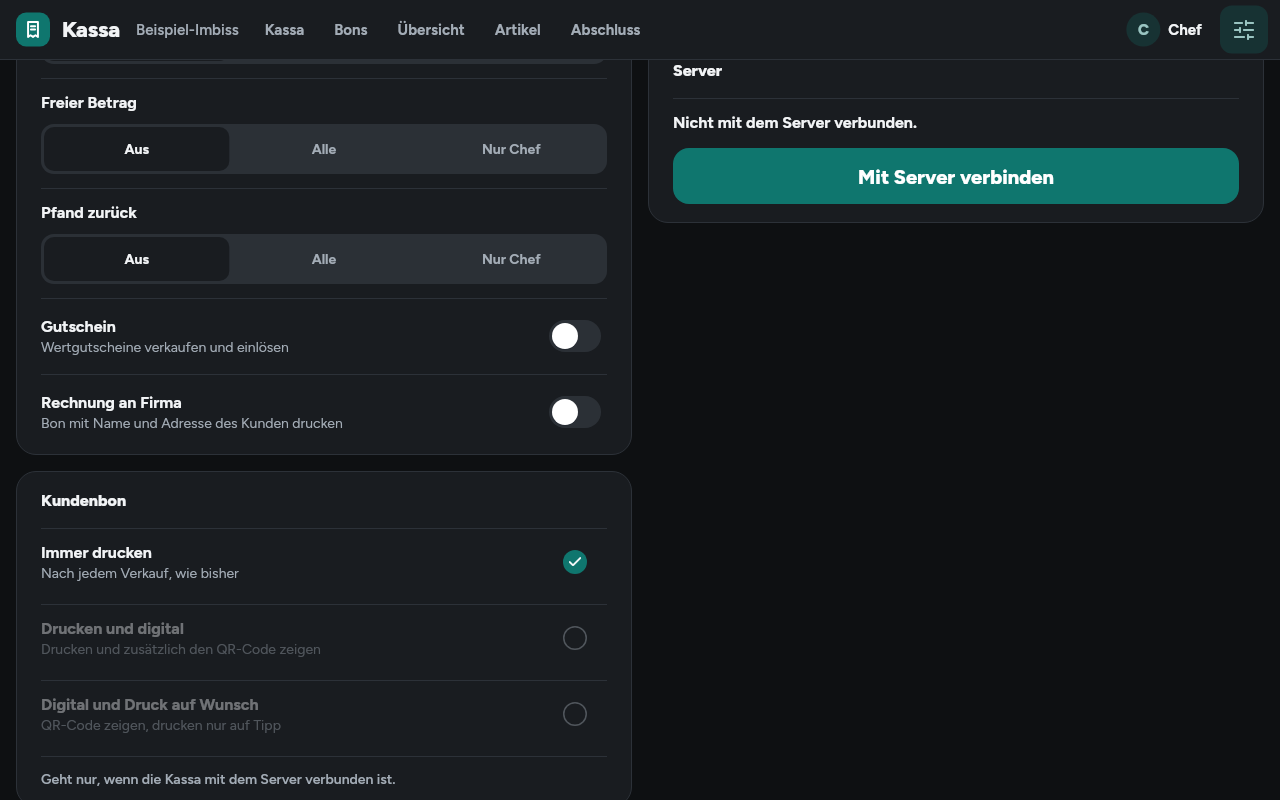 Kassa Beispiel-Imbiss Kassa Bons Übersicht Artikel Abschluss C Chef
Freier Betrag
Aus Alle Nur Chef
Pfand zurück
Aus Alle Nur Chef
Gutschein
Wertgutscheine verkaufen und einlösen
Rechnung an Firma
Bon mit Name und Adresse des Kunden drucken
Kundenbon
Immer drucken
Nach jedem Verkauf, wie bisher
Drucken und digital
Drucken und zusätzlich den QR-Code zeigen
Digital und Druck auf Wunsch
QR-Code zeigen, drucken nur auf Tipp
Geht nur, wenn die Kassa mit dem Server verbunden ist.
Server
Nicht mit dem Server verbunden.
Mit Server verbinden